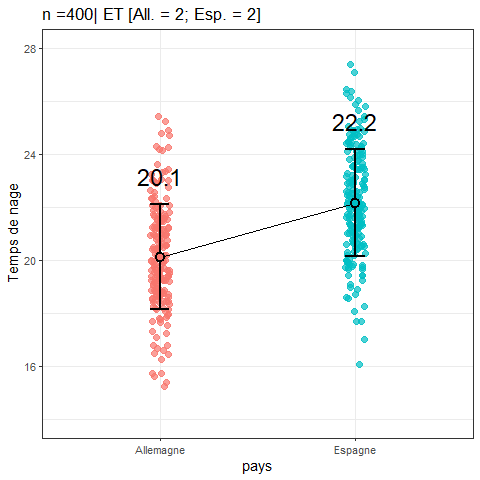 n =400| ET [All. = 2; Esp. = 2]
28
24
20
16
Temps de nage
20.1
22.2
Allemagne
Espagne
pays